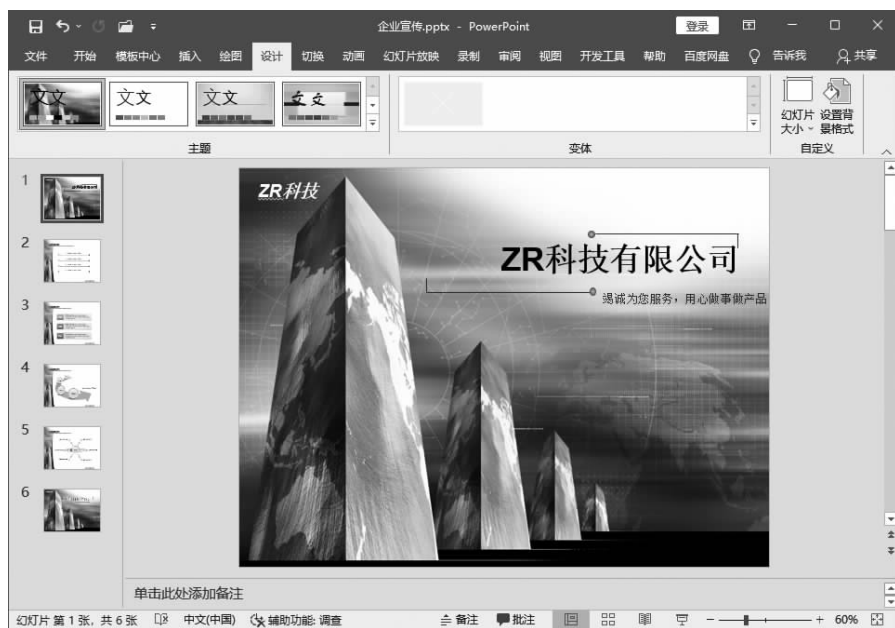 企业宣传.pptx - PowerPoint
登录
文件 开始 模板中心 插入 绘图 设计 切换 动画 幻灯片放映 录制 审阅 视图 开发工具 帮助 百度网盘 告诉我 共享
文文 文文 文文 文文
幻灯片大小
设置背景格式
主题 变体 自定义
1
2
3
4
5
6
ZR科技
ZR科技有限公司
竭诚为您服务，用心做事做产品
单击此处添加备注
幻灯片 第 1 张，共 6 张 中文(中国) 辅助功能: 调查 备注 批注 60%